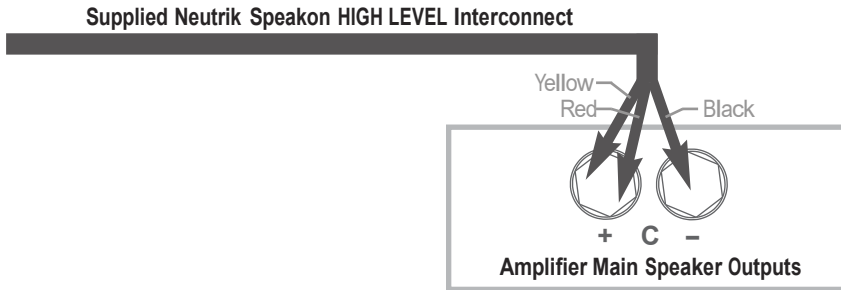 Supplied Neutrik Speakon HIGH LEVEL Interconnect
Yellow
Red
Black
+ C –
Amplifier Main Speaker Outputs